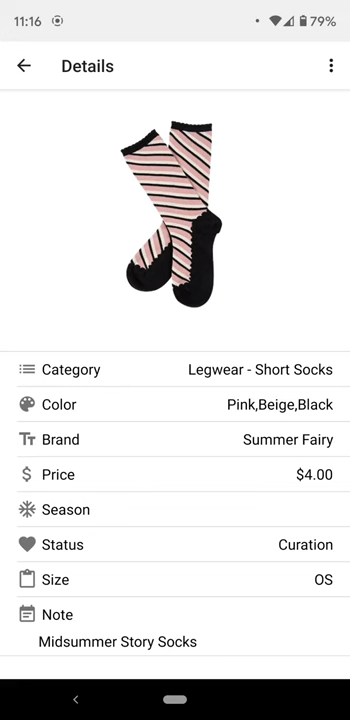 11:16 79%
Details
Category Legwear - Short Socks
Color Pink,Beige,Black
Brand Summer Fairy
Price $4.00
Season
Status Curation
Size OS
Note
Midsummer Story Socks